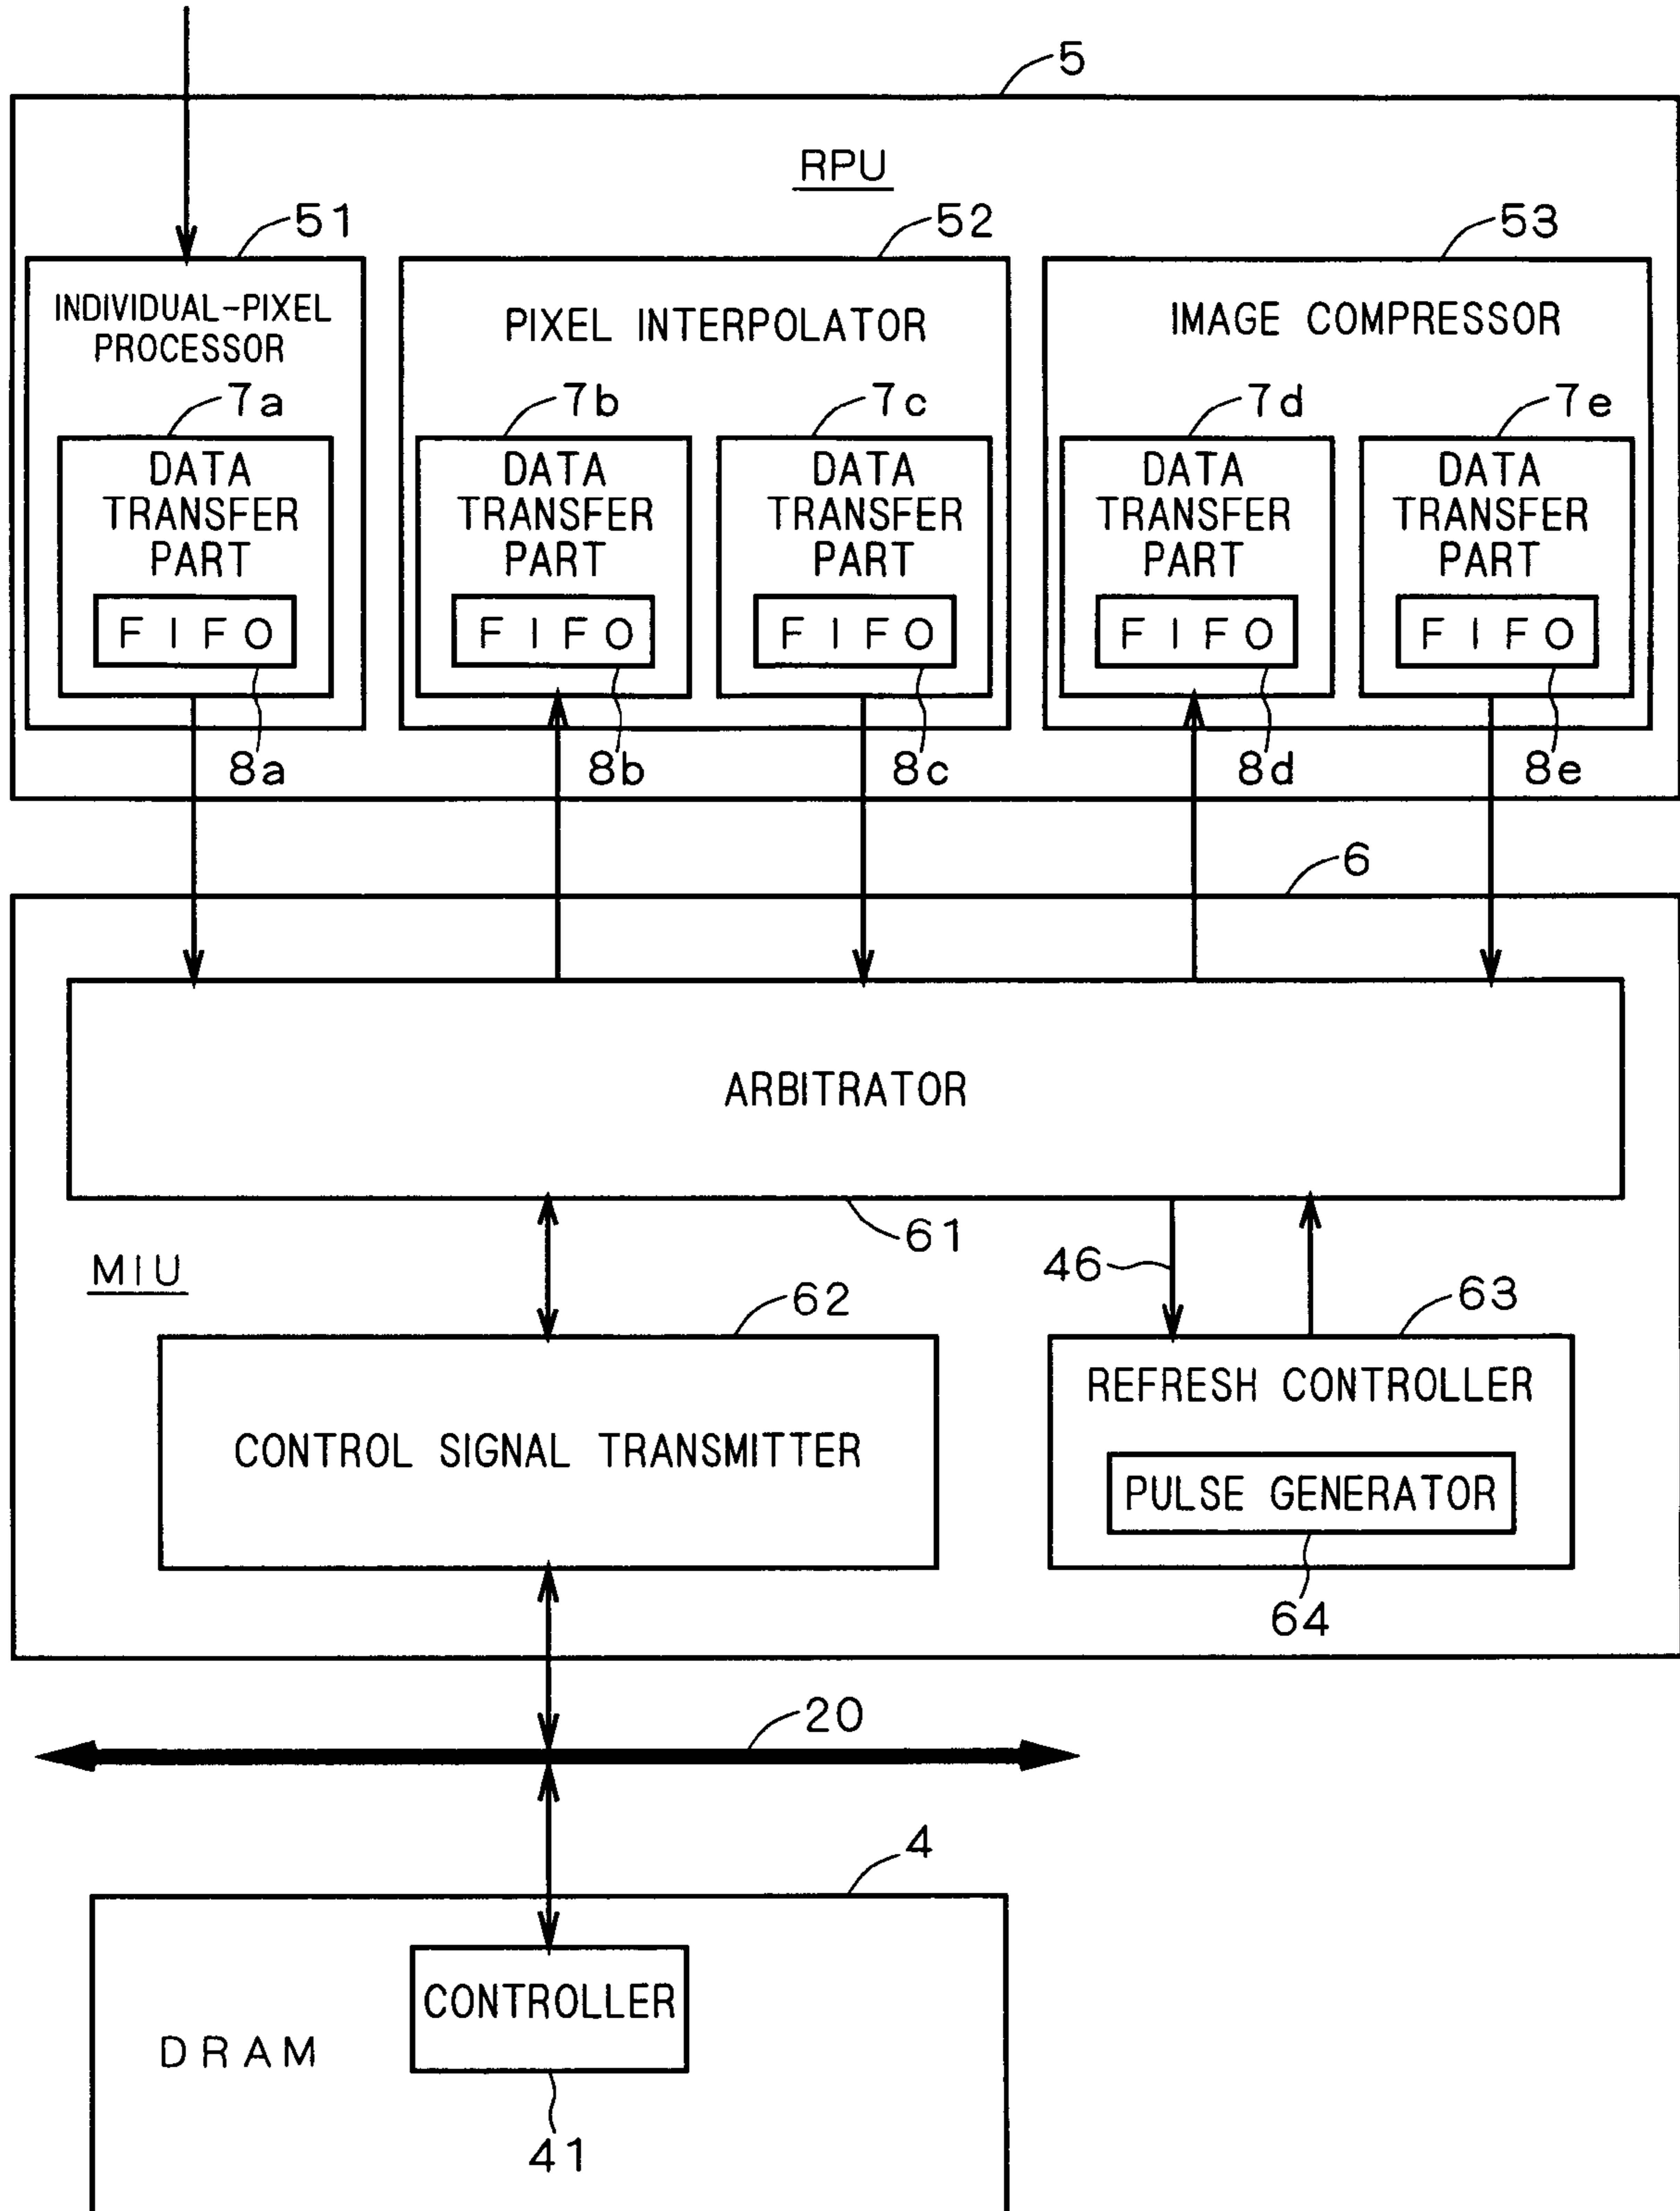 5
RPU
51
52
53
INDIVIDUAL-PIXEL
PROCESSOR
PIXEL INTERPOLATOR
IMAGE COMPRESSOR
7a
7b
7c
7d
7e
DATA
TRANSFER
PART
FIFO
DATA
TRANSFER
PART
FIFO
DATA
TRANSFER
PART
FIFO
DATA
TRANSFER
PART
FIFO
DATA
TRANSFER
PART
FIFO
8a
8b
8c
8d
8e
6
ARBITRATOR
61
MIU
46
62
63
CONTROL SIGNAL TRANSMITTER
REFRESH CONTROLLER
PULSE GENERATOR
64
20
4
CONTROLLER
DRAM
41